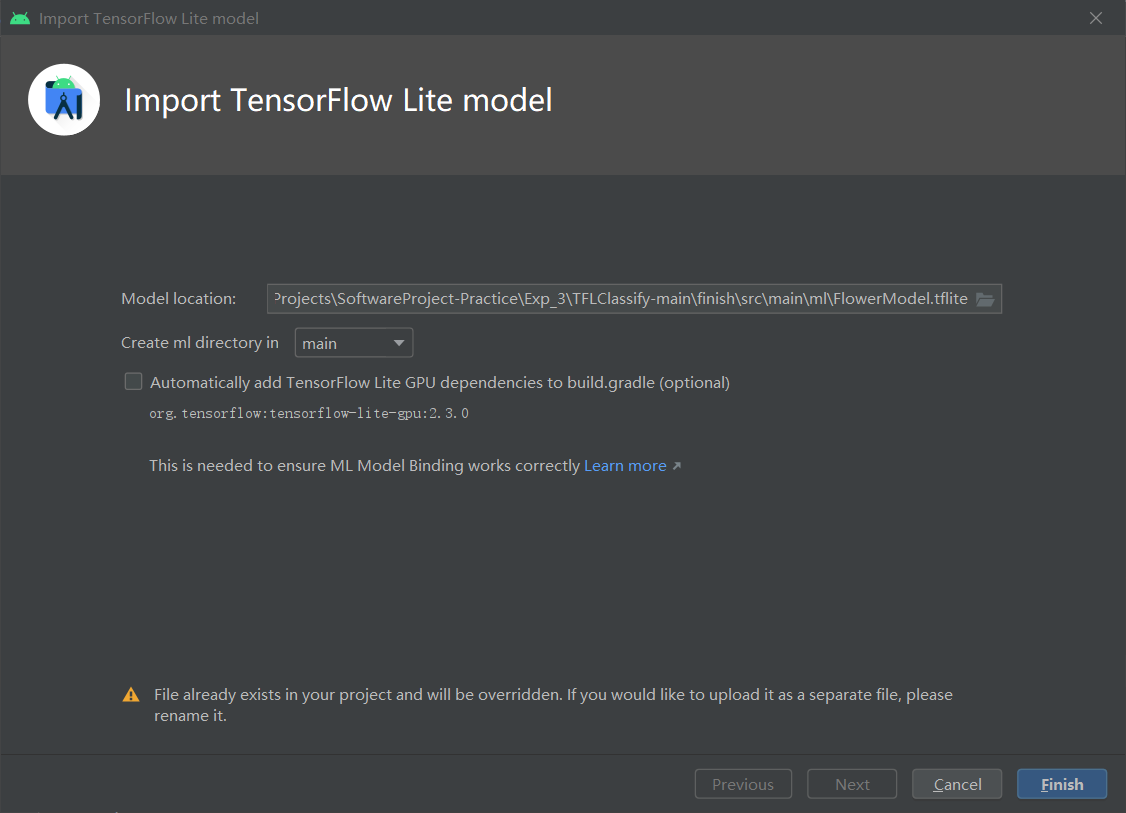 Import TensorFlow Lite model
Import TensorFlow Lite model
Model location: Projects\SoftwareProject-Practice\Exp_3\TFLClassify-main\finish\src\main\ml\FlowerModel.tflite
Create ml directory in main
Automatically add TensorFlow Lite GPU dependencies to build.gradle (optional)
org.tensorflow:tensorflow-lite-gpu:2.3.0
This is needed to ensure ML Model Binding works correctly Learn more ↗
File already exists in your project and will be overridden. If you would like to upload it as a separate file, please
rename it.
Previous Next Cancel Finish